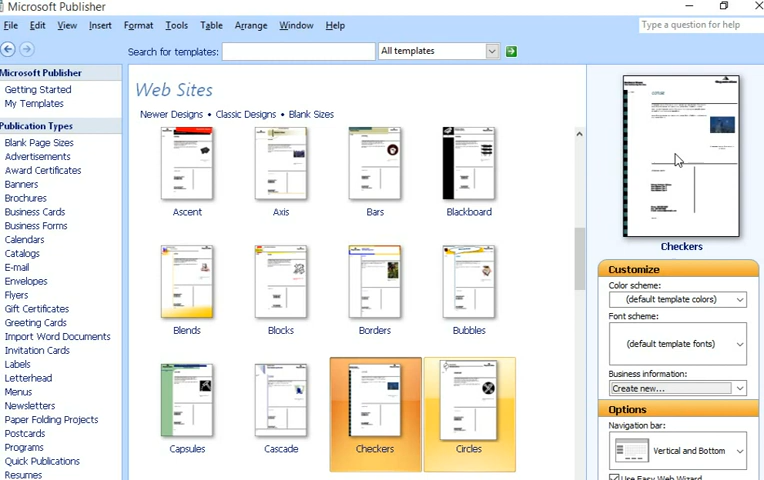 Microsoft Publisher
File Edit View Insert Format Tools Table Arrange Window Help
Type a question for help
Search for templates:
All templates
Microsoft Publisher
Getting Started
My Templates
Publication Types
Blank Page Sizes
Advertisements
Award Certificates
Banners
Brochures
Business Cards
Business Forms
Calendars
Catalogs
E-mail
Envelopes
Flyers
Gift Certificates
Greeting Cards
Import Word Documents
Invitation Cards
Labels
Letterhead
Menus
Newsletters
Paper Folding Projects
Postcards
Programs
Quick Publications
Resumes
Web Sites
Newer Designs • Classic Designs • Blank Sizes
Ascent Axis Bars Blackboard
Blends Blocks Borders Bubbles
Capsules Cascade Checkers Circles
Checkers
Customize
Color scheme:
(default template colors)
Font scheme:
(default template fonts)
Business information:
Create new...
Options
Navigation bar:
Vertical and Bottom
Use Easy Web Wizard